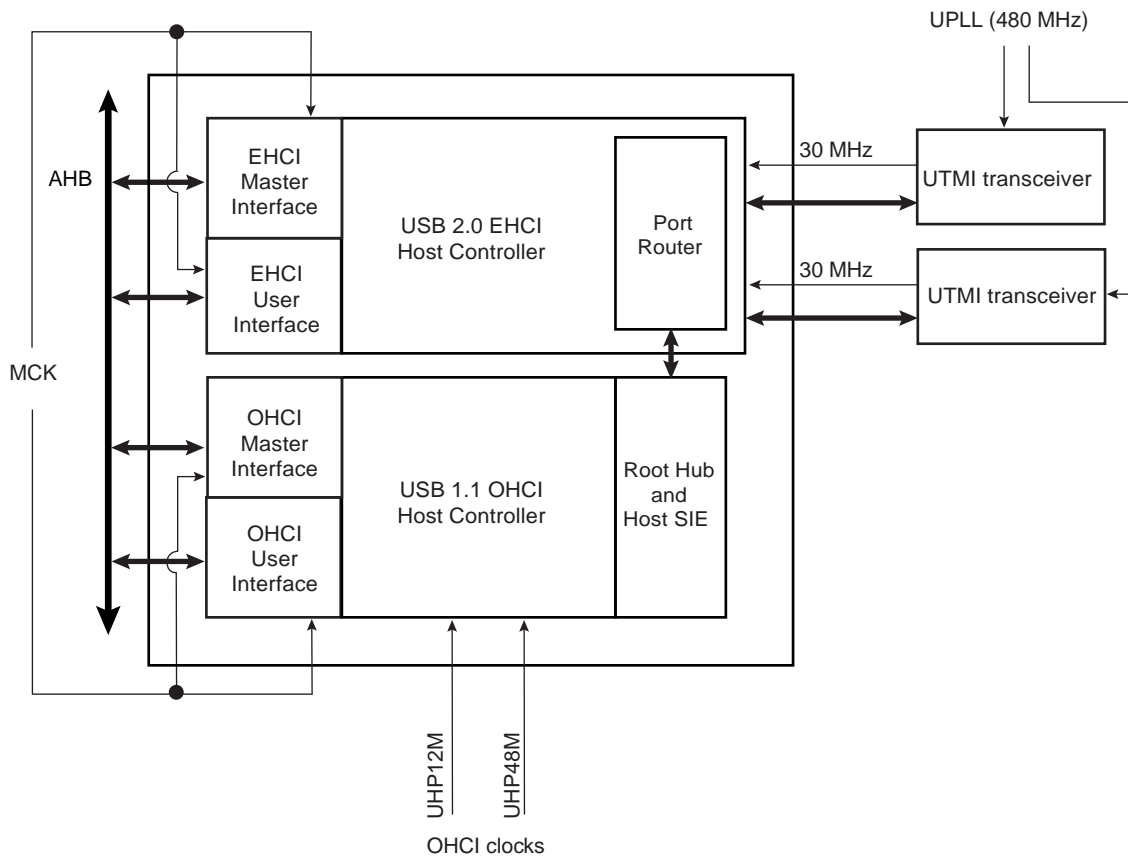 UPLL (480 MHz)
EHCI
Master
Interface
AHB
USB 2.0 EHCI
Host Controller
Port
Router
30 MHz
UTMI transceiver
EHCI
User
Interface
30 MHz
UTMI transceiver
MCK
OHCI
Master
Interface
USB 1.1 OHCI
Host Controller
Root Hub
and
Host SIE
OHCI
User
Interface
UHP12M
UHP48M
OHCI clocks